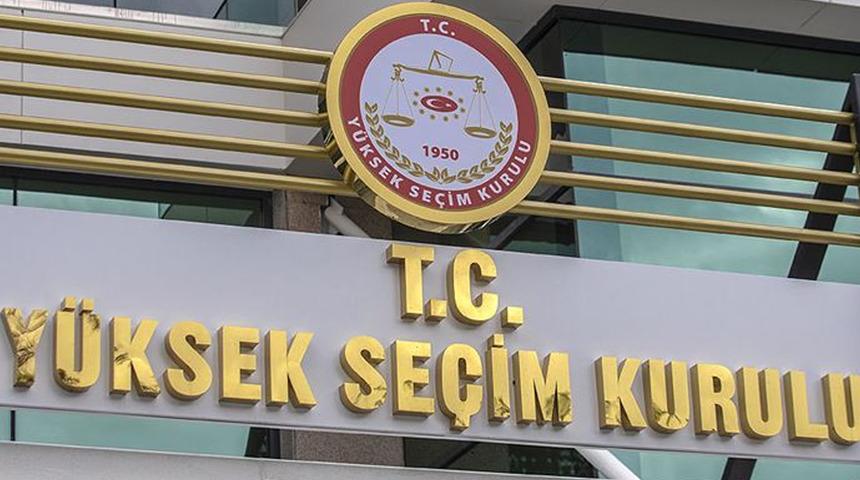 T.C.
1950
YÜKSEK SEÇİM KURULU
T.C.
YÜKSEK SEÇİM KURULU